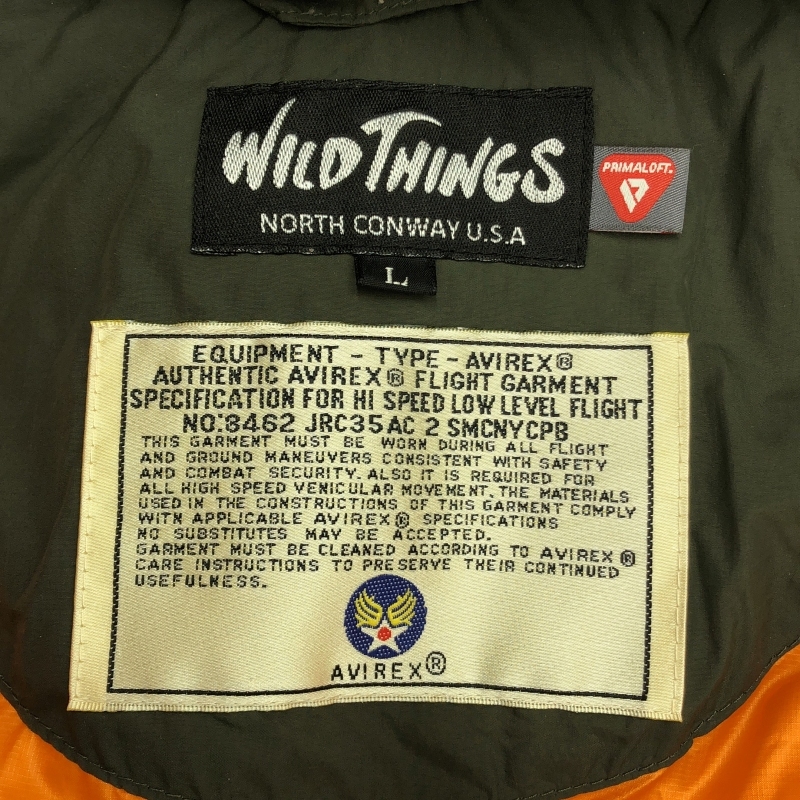 WILD THINGS
NORTH CONWAY U.S.A
PRIMALOFT.
L
EQUIPMENT - TYPE - AVIREX®
AUTHENTIC AVIREX® FLIGHT GARMENT
SPECIFICATION FOR HI SPEED LOW LEVEL FLIGHT
NO:8462 JRC35AC 2 SMCNYCPB
THIS GARMENT MUST BE WORN DURING ALL FLIGHT
AND GROUND MANEUVERS CONSISTENT WITH SAFETY
AND COMBAT SECURITY. ALSO IT IS REQUIRED FOR
ALL HIGH SPEED VENICULAR MOVEMENT. THE MATERIALS
USED IN THE CONSTRUCTIONS OF THIS GARMENT COMPLY
WITH APPLICABLE AVIREX® SPECIFICATIONS
NO SUBSTITUTES MAY BE ACCEPTED.
GARMENT MUST BE CLEANED ACCORDING TO AVIREX®
CARE INSTRUCTIONS TO PRESERVE THEIR CONTINUED
USEFULNESS.
AVIREX®